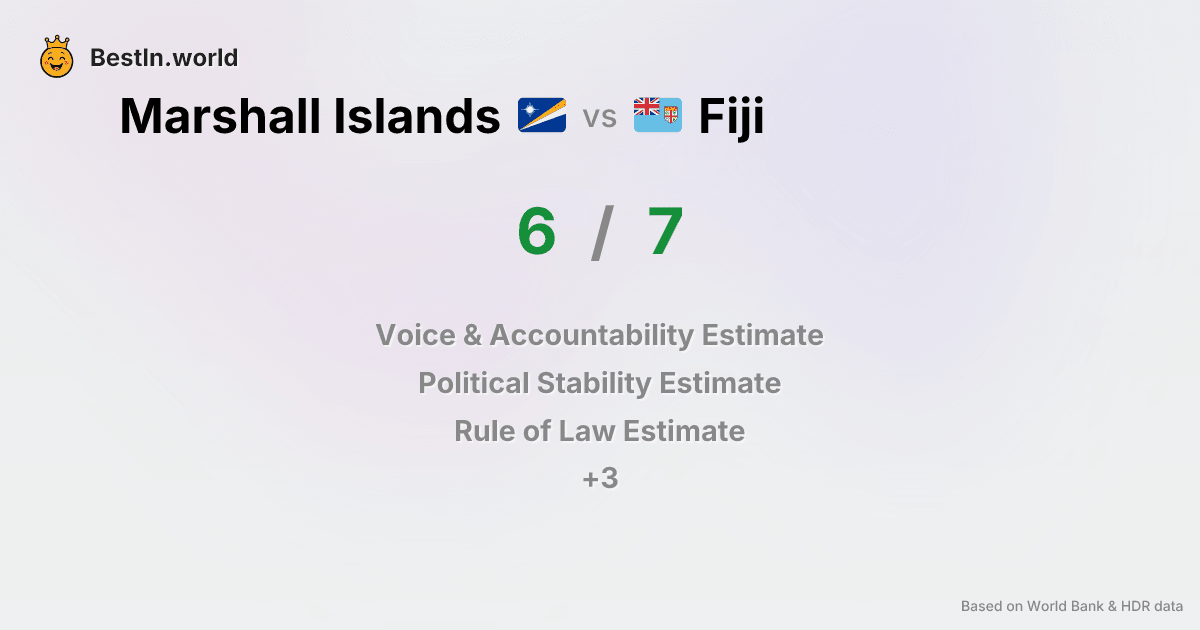 BestIn.world
Marshall Islands vs Fiji
6 / 7
Voice & Accountability Estimate
Political Stability Estimate
Rule of Law Estimate
+3
Based on World Bank & HDR data